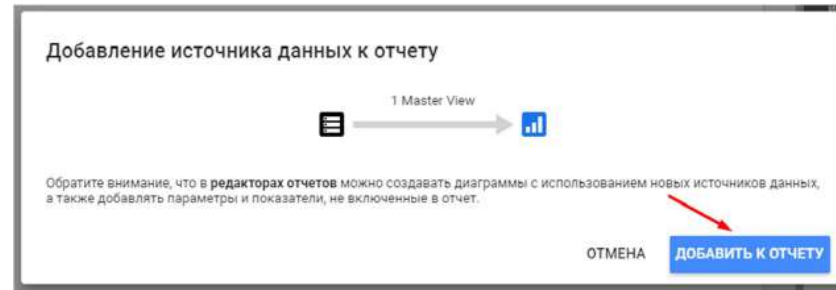 Добавление источника данных к отчету
1 Master View
Обратите внимание, что в редакторах отчетов можно создавать диаграммы с использованием новых источников данных,
а также добавлять параметры и показатели, не включенные в отчет.
ОТМЕНА ДОБАВИТЬ К ОТЧЕТУ